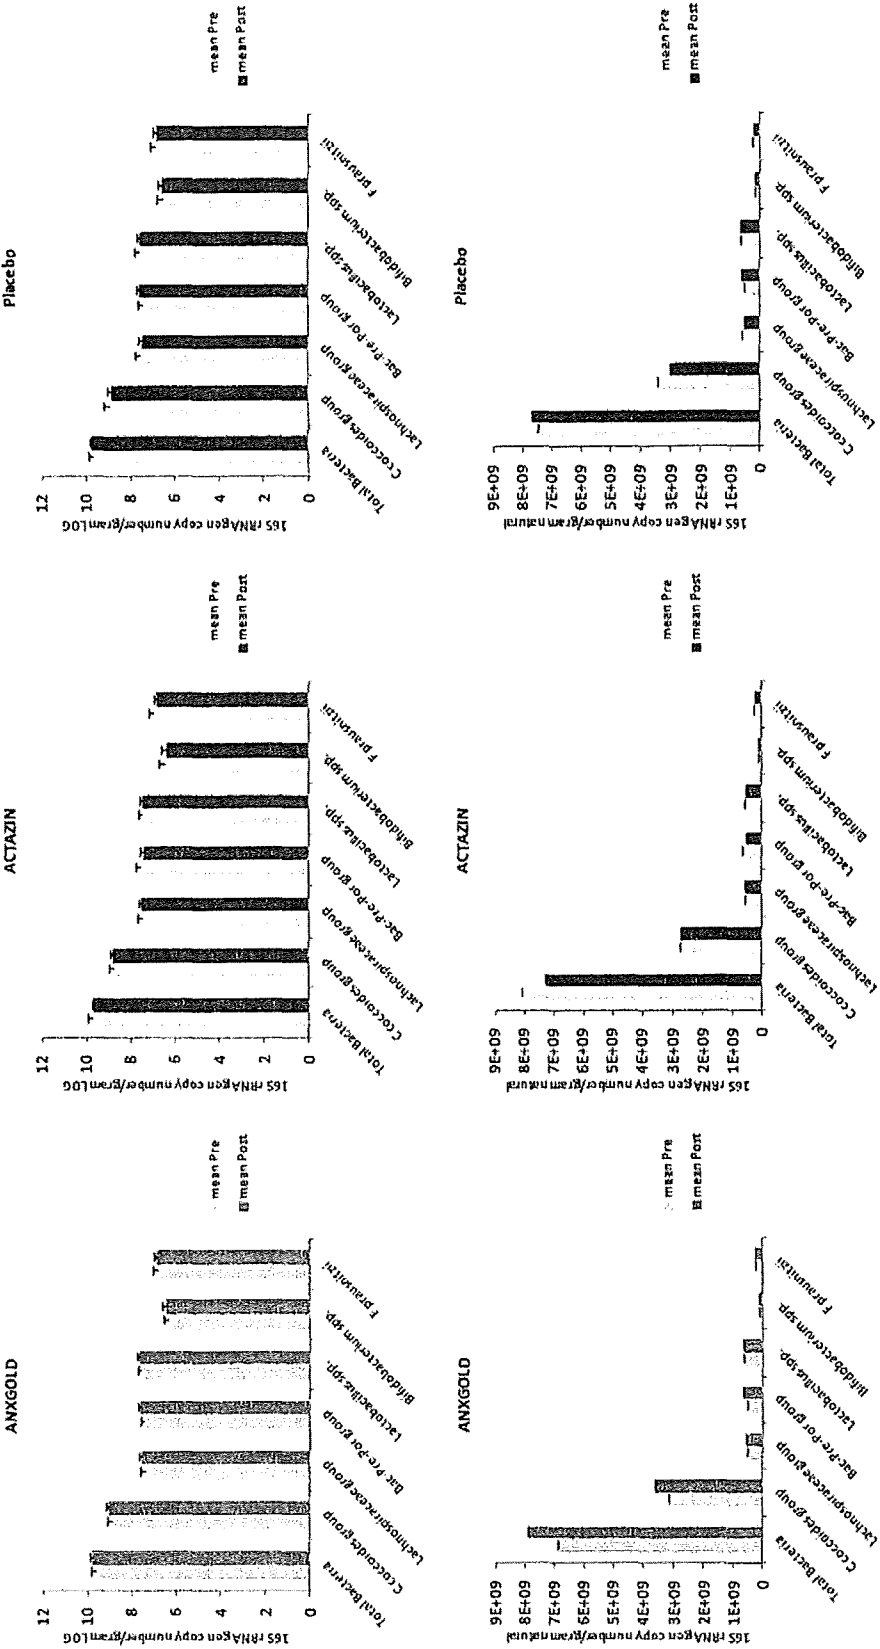 ANXGOLD
16S rRNAgen copy number/gram LOG
12
10
8
6
4
2
0
Total Bacteria
C coccoides group
Lachnospiraceae group
Bac-Pre-Por group
Lactobacillus spp.
Bifidobacterium spp.
F prausnitzii
mean Pre
mean Post
ACTAZIN
16S rRNAgen copy number/gram LOG
12
10
8
6
4
2
0
Total Bacteria
C coccoides group
Lachnospiraceae group
Bac-Pre-Por group
Lactobacillus spp.
Bifidobacterium spp.
F prausnitzii
mean Pre
mean Post
Placebo
16S rRNAgen copy number/gram LOG
12
10
8
6
4
2
0
Total Bacteria
C coccoides group
Lachnospiraceae group
Bac-Pre-Por group
Lactobacillus spp.
Bifidobacterium spp.
F prausnitzii
mean Pre
mean Post
ANXGOLD
16S rRNAgen copy number/gram natural
9E+09
8E+09
7E+09
6E+09
5E+09
4E+09
3E+09
2E+09
1E+09
0
Total Bacteria
C coccoides group
Lachnospiraceae group
Bac-Pre-Por group
Lactobacillus spp.
Bifidobacterium spp.
F prausnitzii
mean Pre
mean Post
ACTAZIN
16S rRNAgen copy number/gram natural
9E+09
8E+09
7E+09
6E+09
5E+09
4E+09
3E+09
2E+09
1E+09
0
Total Bacteria
C coccoides group
Lachnospiraceae group
Bac-Pre-Por group
Lactobacillus spp.
Bifidobacterium spp.
F prausnitzii
mean Pre
mean Post
Placebo
16S rRNAgen copy number/gram natural
9E+09
8E+09
7E+09
6E+09
5E+09
4E+09
3E+09
2E+09
1E+09
0
Total Bacteria
C coccoides group
Lachnospiraceae group
Bac-Pre-Por group
Lactobacillus spp.
Bifidobacterium spp.
F prausnitzii
mean Pre
mean Post